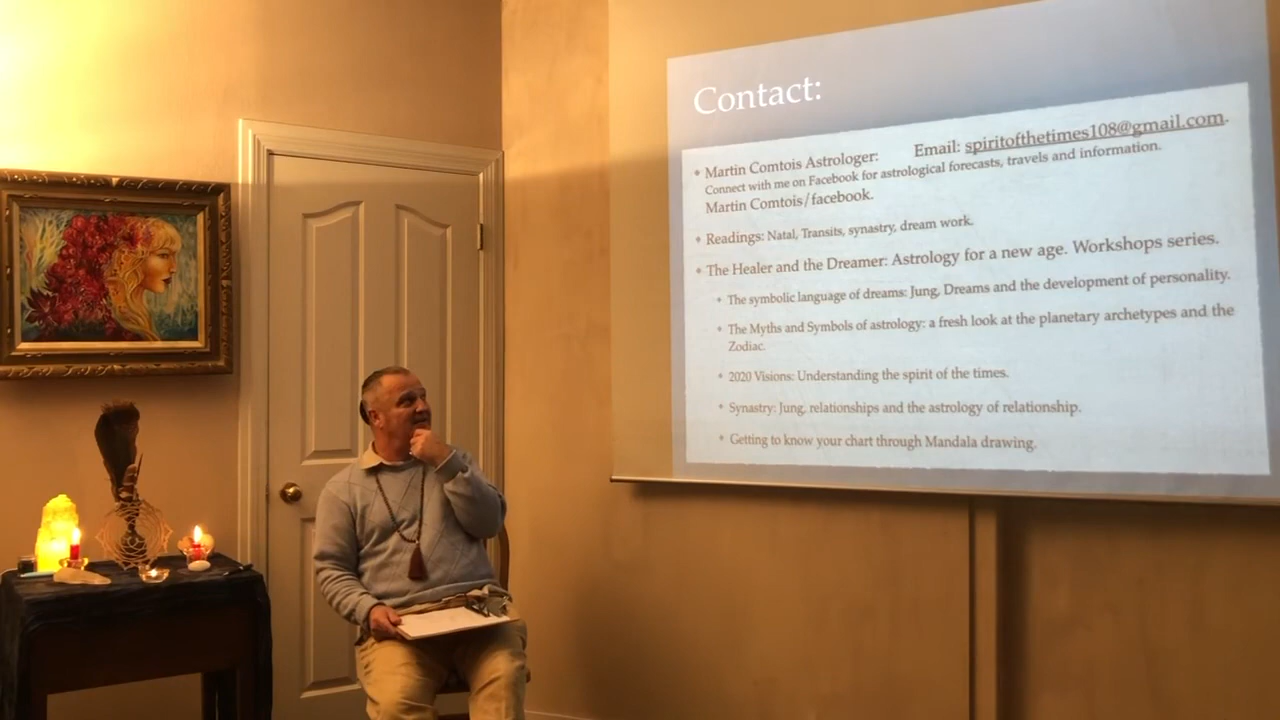 Contact:
Martin Comtois Astrologer: Email: spiritofthetimes108@gmail.com.
Connect with me on Facebook for astrological forecasts, travels and information.
Martin Comtois/facebook.
Readings: Natal, Transits, synastry, dream work.
The Healer and the Dreamer: Astrology for a new age. Workshops series.
The symbolic language of dreams: Jung, Dreams and the development of personality.
The Myths and Symbols of astrology: a fresh look at the planetary archetypes and the
Zodiac.
2020 Visions: Understanding the spirit of the times.
Synastry: Jung, relationships and the astrology of relationship.
Getting to know your chart through Mandala drawing.